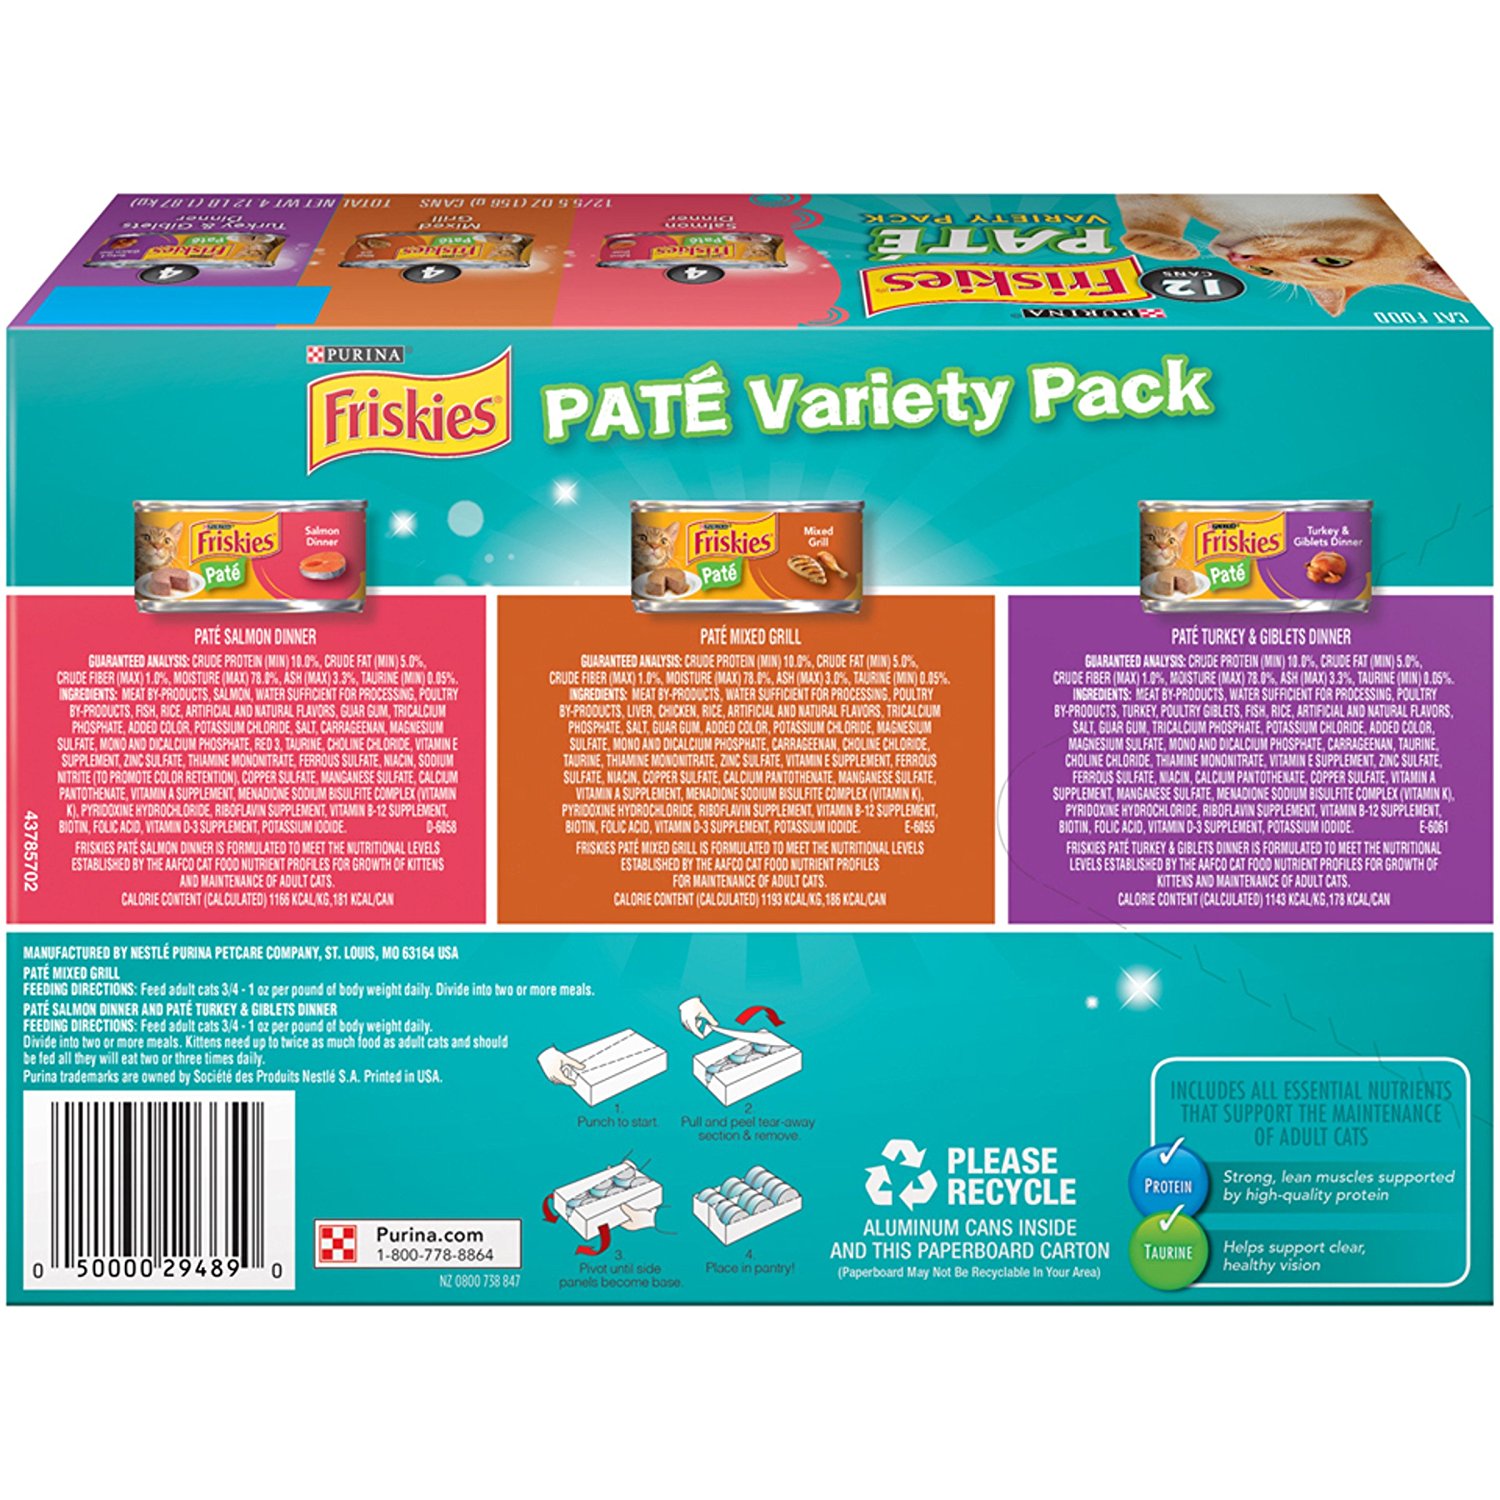 TOTAL NET WT 4.12 LB (1.87 kg)
12/5.5 OZ (156 g) CANS
Turkey & Giblets
Dinner
Mixed
Grill
Salmon
Dinner
4
4
4
Friskies
Paté
Friskies
Paté
Friskies
Paté
VARIETY PACK
PATÉ
Friskies®
PURINA®
12
CANS
CAT FOOD
PURINA®
Friskies®
PATÉ Variety Pack
Friskies
Paté
Salmon
Dinner
Friskies
Paté
Mixed
Grill
Friskies
Paté
Turkey &
Giblets Dinner
PATÉ SALMON DINNER
GUARANTEED ANALYSIS: CRUDE PROTEIN (MIN) 10.0%, CRUDE FAT (MIN) 5.0%,
CRUDE FIBER (MAX) 1.0%, MOISTURE (MAX) 78.0%, ASH (MAX) 3.3%, TAURINE (MIN) 0.05%.
INGREDIENTS: MEAT BY-PRODUCTS, SALMON, WATER SUFFICIENT FOR PROCESSING, POULTRY
BY-PRODUCTS, FISH, RICE, ARTIFICIAL AND NATURAL FLAVORS, GUAR GUM, TRICALCIUM
PHOSPHATE, ADDED COLOR, POTASSIUM CHLORIDE, SALT, CARRAGEENAN, MAGNESIUM
SULFATE, MONO AND DICALCIUM PHOSPHATE, RED 3, TAURINE, CHOLINE CHLORIDE, VITAMIN E
SUPPLEMENT, ZINC SULFATE, THIAMINE MONONITRATE, FERROUS SULFATE, NIACIN, SODIUM
NITRITE (TO PROMOTE COLOR RETENTION), COPPER SULFATE, MANGANESE SULFATE, CALCIUM
PANTOTHENATE, VITAMIN A SUPPLEMENT, MENADIONE SODIUM BISULFITE COMPLEX (VITAMIN
K), PYRIDOXINE HYDROCHLORIDE, RIBOFLAVIN SUPPLEMENT, VITAMIN B-12 SUPPLEMENT,
BIOTIN, FOLIC ACID, VITAMIN D-3 SUPPLEMENT, POTASSIUM IODIDE. D-6058
FRISKIES PATÉ SALMON DINNER IS FORMULATED TO MEET THE NUTRITIONAL LEVELS
ESTABLISHED BY THE AAFCO CAT FOOD NUTRIENT PROFILES FOR GROWTH OF KITTENS
AND MAINTENANCE OF ADULT CATS.
CALORIE CONTENT (CALCULATED) 1166 KCAL/KG, 181 KCAL/CAN
43785702
PATÉ MIXED GRILL
GUARANTEED ANALYSIS: CRUDE PROTEIN (MIN) 10.0%, CRUDE FAT (MIN) 5.0%,
CRUDE FIBER (MAX) 1.0%, MOISTURE (MAX) 78.0%, ASH (MAX) 3.0%, TAURINE (MIN) 0.05%.
INGREDIENTS: MEAT BY-PRODUCTS, WATER SUFFICIENT FOR PROCESSING, POULTRY
BY-PRODUCTS, LIVER, CHICKEN, RICE, ARTIFICIAL AND NATURAL FLAVORS, TRICALCIUM
PHOSPHATE, SALT, GUAR GUM, ADDED COLOR, POTASSIUM CHLORIDE, MAGNESIUM
SULFATE, MONO AND DICALCIUM PHOSPHATE, CARRAGEENAN, CHOLINE CHLORIDE,
TAURINE, THIAMINE MONONITRATE, ZINC SULFATE, VITAMIN E SUPPLEMENT, FERROUS
SULFATE, NIACIN, COPPER SULFATE, CALCIUM PANTOTHENATE, MANGANESE SULFATE,
VITAMIN A SUPPLEMENT, MENADIONE SODIUM BISULFITE COMPLEX (VITAMIN K),
PYRIDOXINE HYDROCHLORIDE, RIBOFLAVIN SUPPLEMENT, VITAMIN B-12 SUPPLEMENT,
BIOTIN, FOLIC ACID, VITAMIN D-3 SUPPLEMENT, POTASSIUM IODIDE. E-6055
FRISKIES PATÉ MIXED GRILL IS FORMULATED TO MEET THE NUTRITIONAL LEVELS
ESTABLISHED BY THE AAFCO CAT FOOD NUTRIENT PROFILES
FOR MAINTENANCE OF ADULT CATS.
CALORIE CONTENT (CALCULATED) 1193 KCAL/KG, 186 KCAL/CAN
PATÉ TURKEY & GIBLETS DINNER
GUARANTEED ANALYSIS: CRUDE PROTEIN (MIN) 10.0%, CRUDE FAT (MIN) 5.0%,
CRUDE FIBER (MAX) 1.0%, MOISTURE (MAX) 78.0%, ASH (MAX) 3.3%, TAURINE (MIN) 0.05%.
INGREDIENTS: MEAT BY-PRODUCTS, WATER SUFFICIENT FOR PROCESSING, POULTRY
BY-PRODUCTS, TURKEY, POULTRY GIBLETS, FISH, RICE, ARTIFICIAL AND NATURAL FLAVORS,
SALT, GUAR GUM, TRICALCIUM PHOSPHATE, POTASSIUM CHLORIDE, ADDED COLOR,
MAGNESIUM SULFATE, MONO AND DICALCIUM PHOSPHATE, CARRAGEENAN, TAURINE,
CHOLINE CHLORIDE, THIAMINE MONONITRATE, VITAMIN E SUPPLEMENT, ZINC SULFATE,
FERROUS SULFATE, NIACIN, CALCIUM PANTOTHENATE, COPPER SULFATE, VITAMIN A
SUPPLEMENT, MANGANESE SULFATE, MENADIONE SODIUM BISULFITE COMPLEX (VITAMIN K),
PYRIDOXINE HYDROCHLORIDE, RIBOFLAVIN SUPPLEMENT, VITAMIN B-12 SUPPLEMENT,
BIOTIN, FOLIC ACID, VITAMIN D-3 SUPPLEMENT, POTASSIUM IODIDE. E-6061
FRISKIES PATÉ TURKEY & GIBLETS DINNER IS FORMULATED TO MEET THE NUTRITIONAL
LEVELS ESTABLISHED BY THE AAFCO CAT FOOD NUTRIENT PROFILES FOR GROWTH OF
KITTENS AND MAINTENANCE OF ADULT CATS.
CALORIE CONTENT (CALCULATED) 1143 KCAL/KG, 178 KCAL/CAN
MANUFACTURED BY NESTLÉ PURINA PETCARE COMPANY, ST. LOUIS, MO 63164 USA
PATÉ MIXED GRILL
FEEDING DIRECTIONS: Feed adult cats 3/4 - 1 oz per pound of body weight daily. Divide into two or more meals.
PATÉ SALMON DINNER AND PATÉ TURKEY & GIBLETS DINNER
FEEDING DIRECTIONS: Feed adult cats 3/4 - 1 oz per pound of body weight daily.
Divide into two or more meals. Kittens need up to twice as much food as adult cats and should
be fed all they will eat two or three times daily.
Purina trademarks are owned by Société des Produits Nestlé S.A. Printed in USA.
0 50000 29489 0
Purina.com
1-800-778-8864
NZ 0800 738 847
1.
Punch to start.
2.
Pull and peel tear-away
section & remove.
3.
Pivot until side
panels become base.
4.
Place in pantry!
PLEASE
RECYCLE
ALUMINUM CANS INSIDE
AND THIS PAPERBOARD CARTON
(Paperboard May Not Be Recyclable In Your Area)
INCLUDES ALL ESSENTIAL NUTRIENTS
THAT SUPPORT THE MAINTENANCE
OF ADULT CATS
PROTEIN
Strong, lean muscles supported
by high-quality protein
TAURINE
Helps support clear,
healthy vision